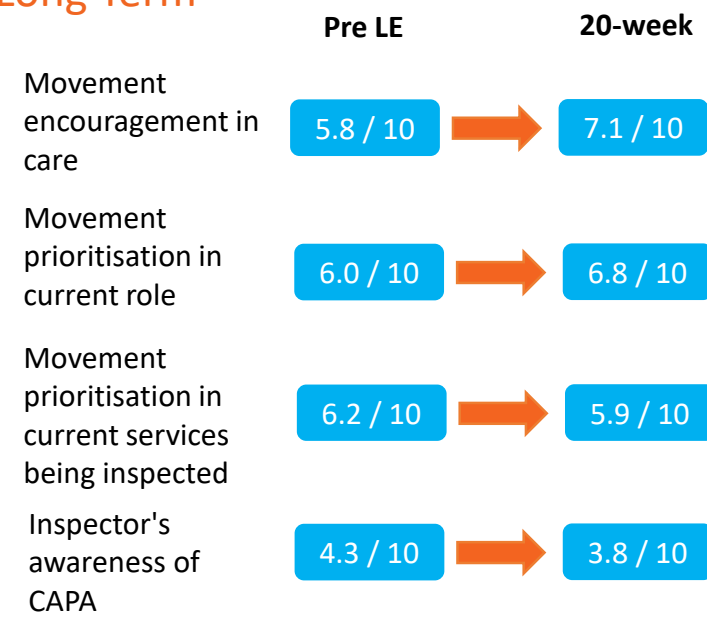 Long Term
Pre LE 20-week
Movement
encouragement in
care
5.8 / 10 7.1 / 10
Movement
prioritisation in
current role
6.0 / 10 6.8 / 10
Movement
prioritisation in
current services
being inspected
6.2 / 10 5.9 / 10
Inspector's
awareness of
CAPA
4.3 / 10 3.8 / 10